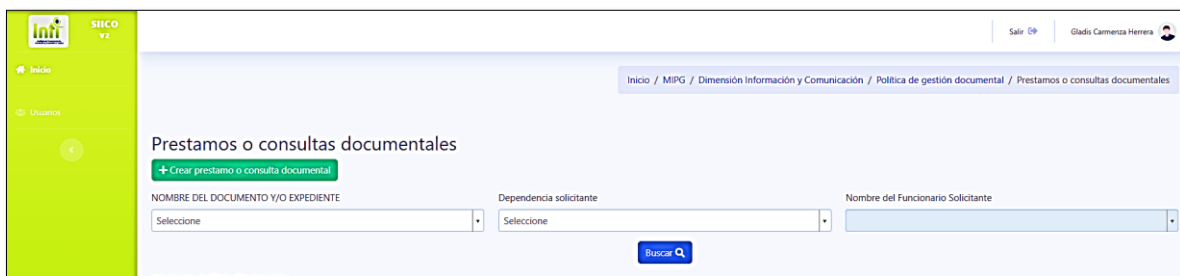 Infi
SIICO
V2
Salir
Gladis Carmenza Herrera
Inicio
Inicio / MIPG / Dimensión Información y Comunicación / Política de gestión documental / Prestamos o consultas documentales
Usuarios
Prestamos o consultas documentales
+ Crear prestamo o consulta documental
NOMBRE DEL DOCUMENTO Y/O EXPEDIENTE
Dependencia solicitante
Nombre del Funcionario Solicitante
Seleccione
Seleccione
Buscar